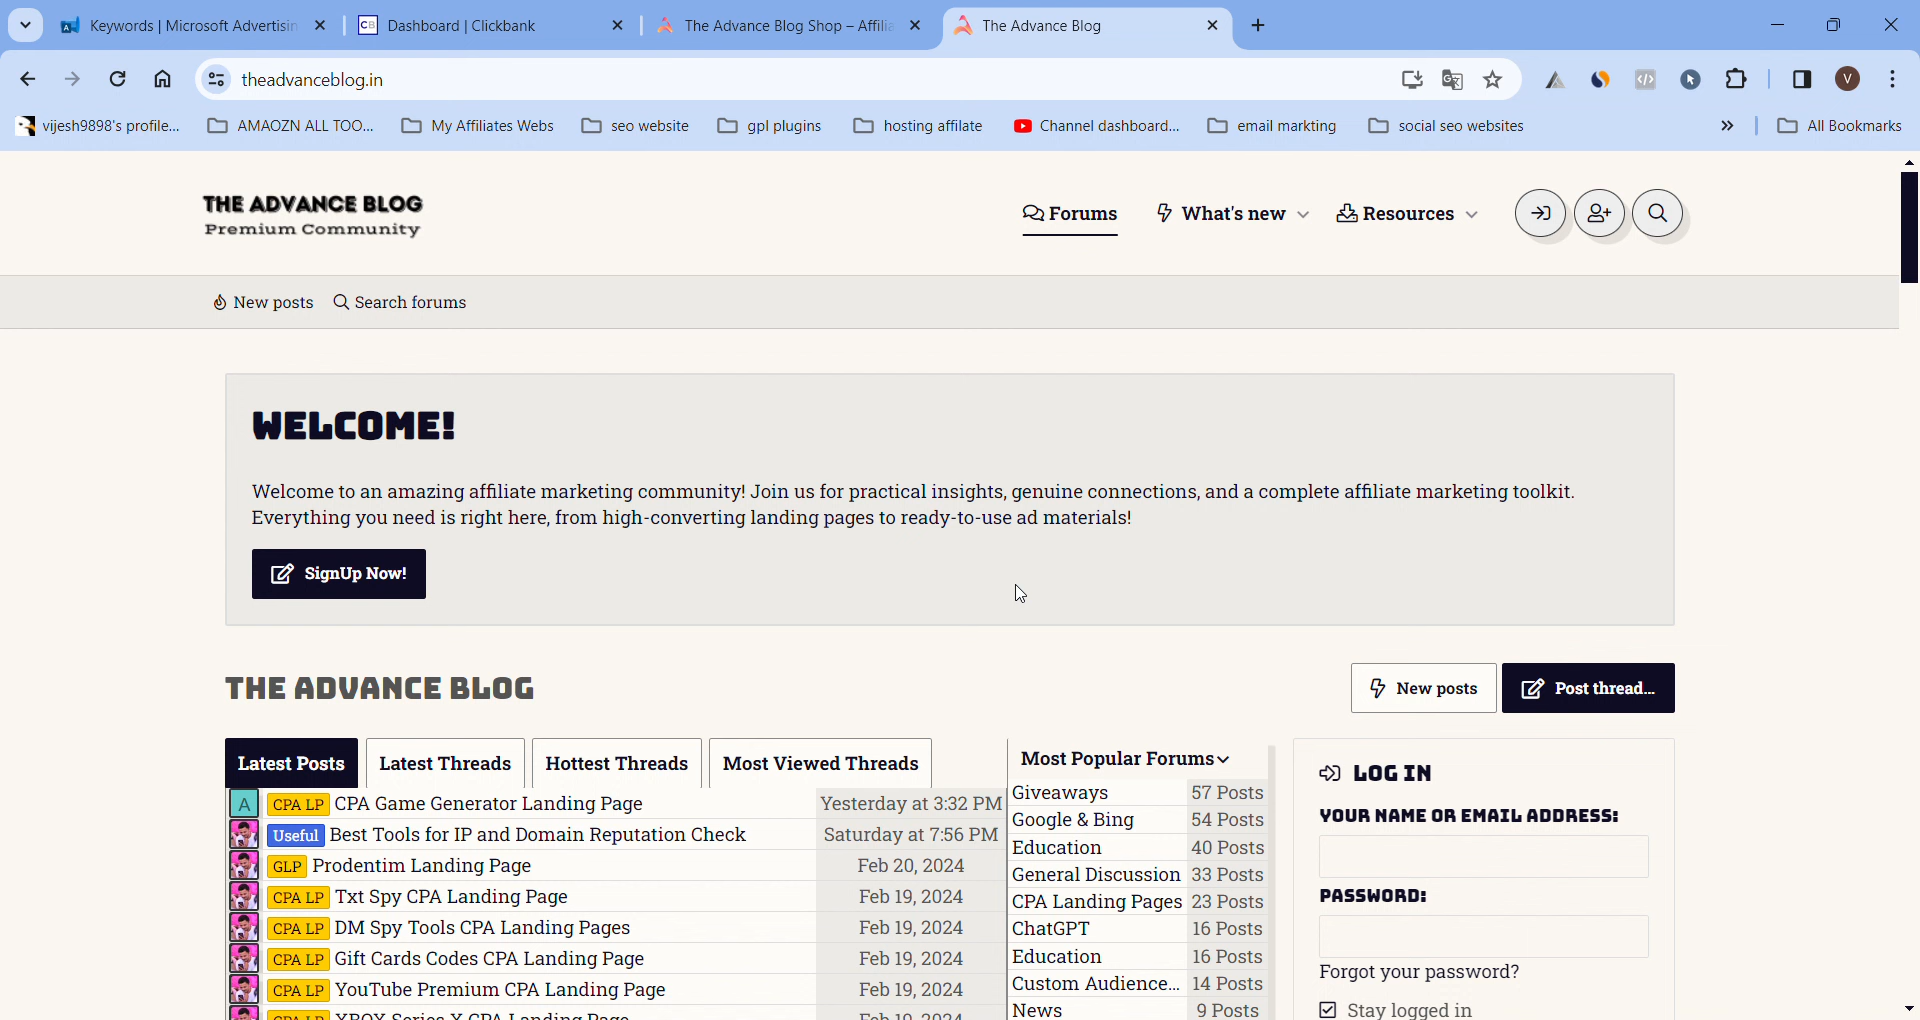 Keywords | Microsoft Advertisin
CB Dashboard | Clickbank
The Advance Blog Shop – Affilia
The Advance Blog
theadvanceblog.in
V
vijesh9898's profile...
AMAOZN ALL TOO...
My Affiliates Webs
seo website
gpl plugins
hosting affilate
Channel dashboard...
email markting
social seo websites
All Bookmarks
THE ADVANCE BLOG
Premium Community
Forums
What's new
Resources
New posts
Search forums
WELCOME!
Welcome to an amazing affiliate marketing community! Join us for practical insights, genuine connections, and a complete affiliate marketing toolkit.
Everything you need is right here, from high-converting landing pages to ready-to-use ad materials!
SignUp Now!
THE ADVANCE BLOG
New posts
Post thread...
Latest Posts
Latest Threads
Hottest Threads
Most Viewed Threads
A CPA LP CPA Game Generator Landing Page Yesterday at 3:32 PM
Useful Best Tools for IP and Domain Reputation Check Saturday at 7:56 PM
GLP Prodentim Landing Page Feb 20, 2024
CPA LP Txt Spy CPA Landing Page Feb 19, 2024
CPA LP DM Spy Tools CPA Landing Pages Feb 19, 2024
CPA LP Gift Cards Codes CPA Landing Page Feb 19, 2024
CPA LP YouTube Premium CPA Landing Page Feb 19, 2024
CPA LP XBOX Series X CPA Landing Page Feb 19, 2024
Most Popular Forums
Giveaways 57 Posts
Google & Bing 54 Posts
Education 40 Posts
General Discussion 33 Posts
CPA Landing Pages 23 Posts
ChatGPT 16 Posts
Education 16 Posts
Custom Audience... 14 Posts
News 9 Posts
LOG IN
YOUR NAME OR EMAIL ADDRESS:
PASSWORD:
Forgot your password?
Stay logged in